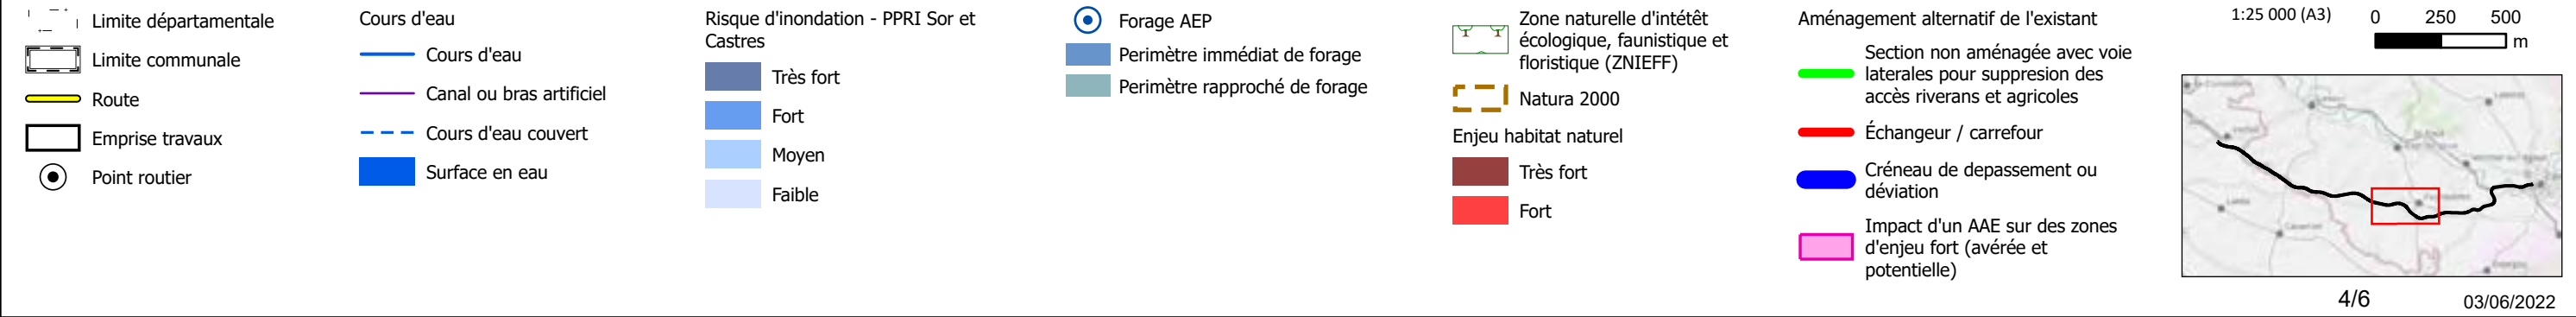 Limite départementale
Limite communale
Route
Emprise travaux
Point routier
Cours d'eau
Cours d'eau
Canal ou bras artificiel
Cours d'eau couvert
Surface en eau
Risque d'inondation - PPRI Sor et
Castres
Très fort
Fort
Moyen
Faible
Forage AEP
Perimètre immédiat de forage
Perimètre rapproché de forage
Zone naturelle d'intétêt
écologique, faunistique et
floristique (ZNIEFF)
Natura 2000
Enjeu habitat naturel
Très fort
Fort
Aménagement alternatif de l'existant
Section non aménagée avec voie
laterales pour suppresion des
accès riverans et agricoles
Échangeur / carrefour
Créneau de depassement ou
déviation
Impact d'un AAE sur des zones
d'enjeu fort (avérée et
potentielle)
1:25 000 (A3)
0 250 500
m
4/6
03/06/2022